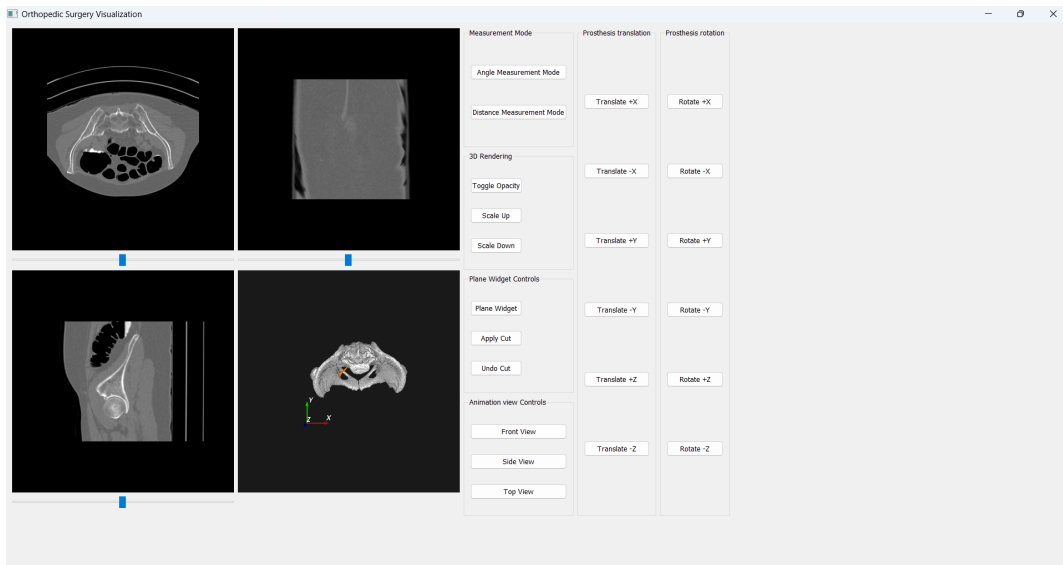 Orthopedic Surgery Visualization
Measurement Mode
Angle Measurement Mode
Distance Measurement Mode
3D Rendering
Toggle Opacity
Scale Up
Scale Down
Plane Widget Controls
Plane Widget
Apply Cut
Undo Cut
Animation view Controls
Front View
Side View
Top View
Prosthesis translation
Translate +X
Translate -X
Translate +Y
Translate -Y
Translate +Z
Translate -Z
Prosthesis rotation
Rotate +X
Rotate -X
Rotate +Y
Rotate -Y
Rotate +Z
Rotate -Z
Y
Z X